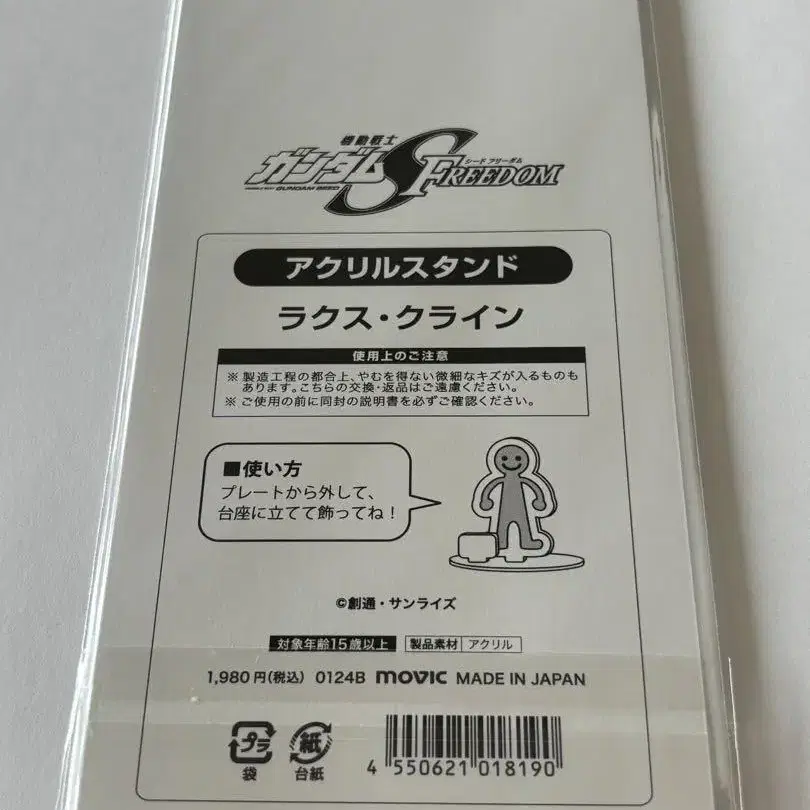 機動戦士
ガンダムSEED FREEDOM
シード フリーダム
MOBILE SUIT GUNDAM SEED
アクリルスタンド
ラクス・クライン
使用上のご注意
※製造工程の都合上、やむを得ない微細なキズが入るものも
あります。こちらの交換・返品はご遠慮ください。
※ご使用の前に同封の説明書を必ずご確認ください。
■使い方
プレートから外して、
台座に立てて飾ってね！
©創通・サンライズ
対象年齢15歳以上 製品素材 アクリル
1,980円(税込) 0124B movic MADE IN JAPAN
プラ 紙
袋 台紙
4 550621 018190